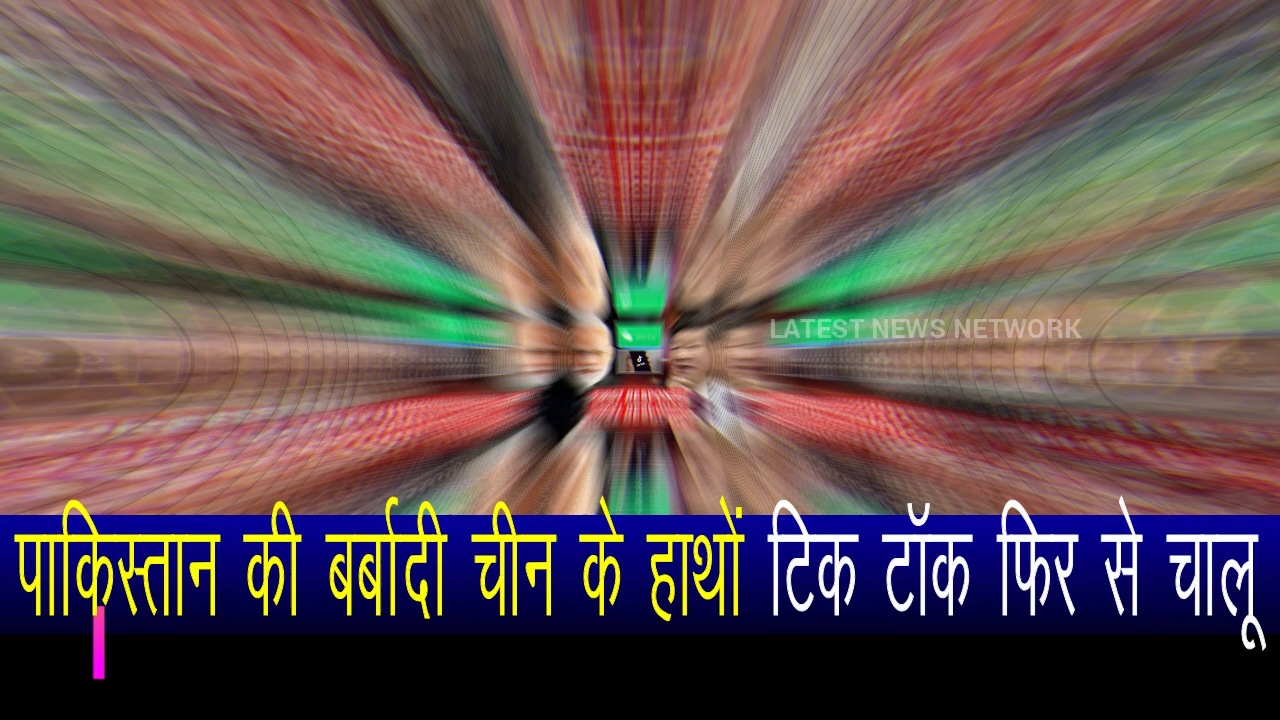 LATEST NEWS NETWORK
पाकिस्तान की बर्बादी चीन के हाथों टिक टॉक फिर से चालू